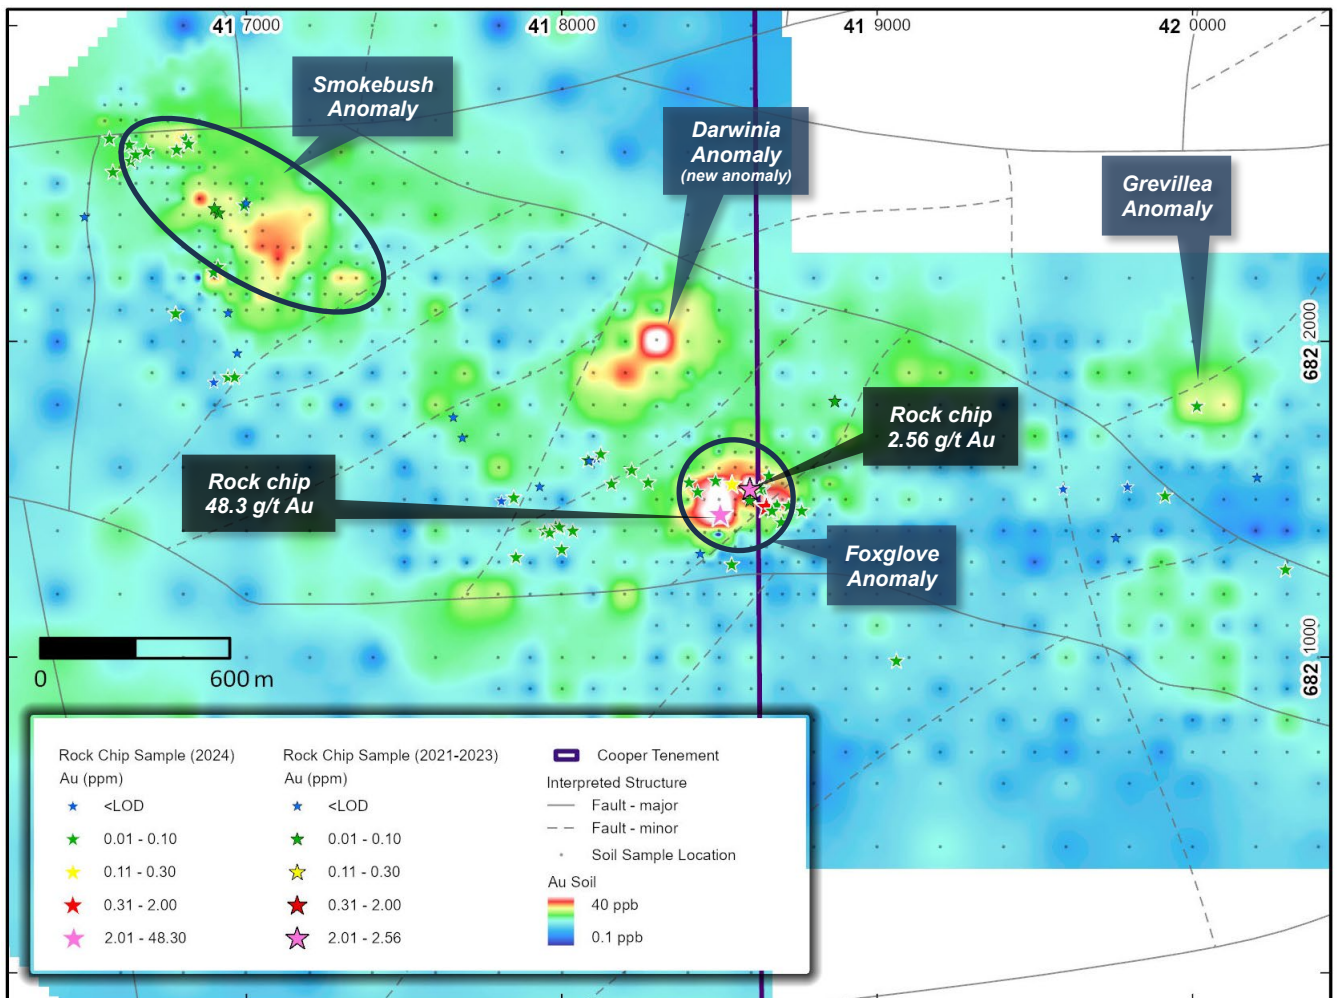 41 7000
41 8000
41 9000
42 0000
Smokebush
Anomaly
Darwinia
Anomaly
(new anomaly)
Grevillea
Anomaly
682 2000
Rock chip
2.56 g/t Au
Rock chip
48.3 g/t Au
Foxglove
Anomaly
682 1000
0 600 m
Rock Chip Sample (2024)
Au (ppm)
<LOD
0.01 - 0.10
0.11 - 0.30
0.31 - 2.00
2.01 - 48.30
Rock Chip Sample (2021-2023)
Au (ppm)
<LOD
0.01 - 0.10
0.11 - 0.30
0.31 - 2.00
2.01 - 2.56
Cooper Tenement
Interpreted Structure
Fault - major
Fault - minor
Soil Sample Location
Au Soil
40 ppb
0.1 ppb